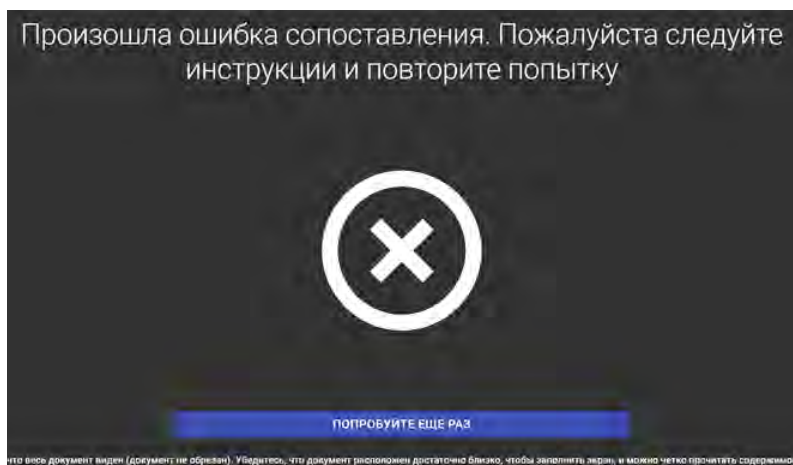 Произошла ошибка сопоставления. Пожалуйста следуйте
инструкции и повторите попытку
ПОПРОБУЙТЕ ЕЩЕ РАЗ
что весь документ виден (документ не обрезан). Убедитесь, что документ расположен достаточно близко, чтобы заполнить экран, и можно четко прочитать содержимо